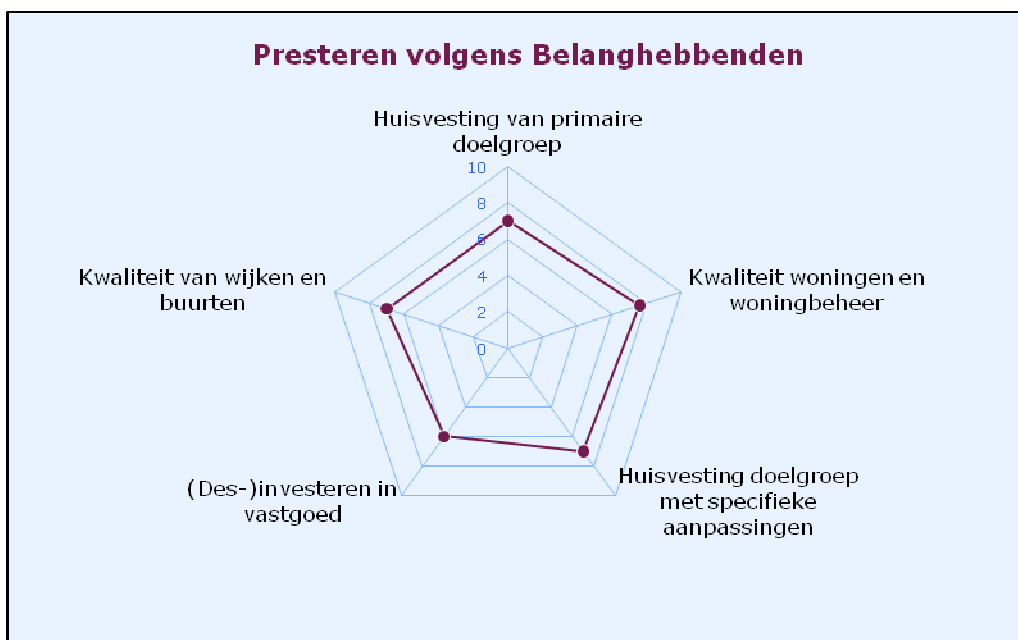 Presteren volgens Belanghebbenden
Huisvesting van primaire
doelgroep
10
8
6
4
2
0
Kwaliteit van wijken en
buurten
Kwaliteit woningen en
woningbeheer
(Des-)investeren in
vastgoed
Huisvesting doelgroep
met specifieke
aanpassingen